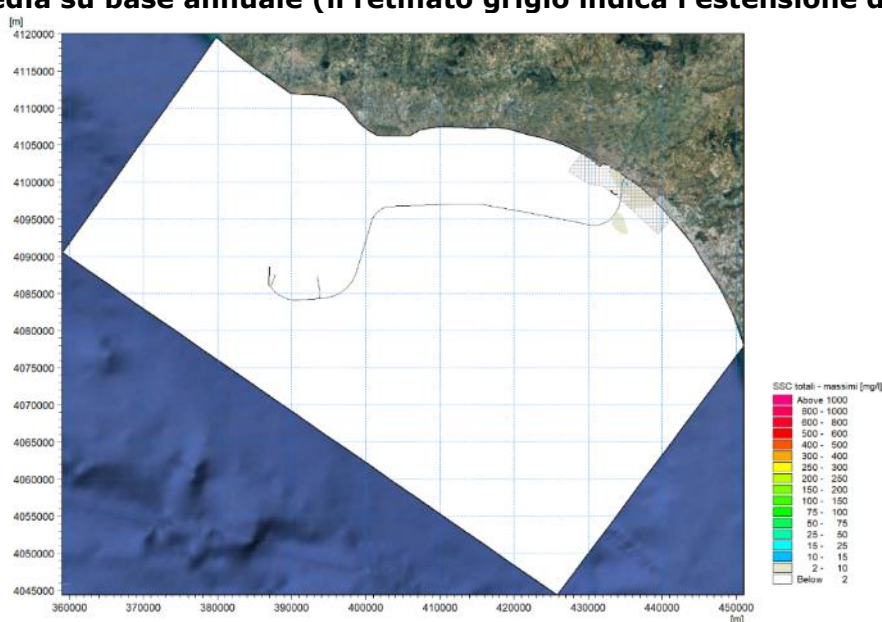 edia su base annuale (il retinato grigio indica l'estensione d
[m]
4120000
4115000
4110000
4105000
4100000
4095000
4090000
4085000
4080000
4075000
4070000
4065000
4060000
4055000
4050000
4045000
360000 370000 380000 390000 400000 410000 420000 430000 440000 450000
[m]
SSC totali - massimi [mg/l]
Above 1000
800 - 1000
600 - 800
500 - 600
400 - 500
300 - 400
250 - 300
200 - 250
150 - 200
100 - 150
75 - 100
50 - 75
25 - 50
15 - 25
10 - 15
2 - 10
Below 2